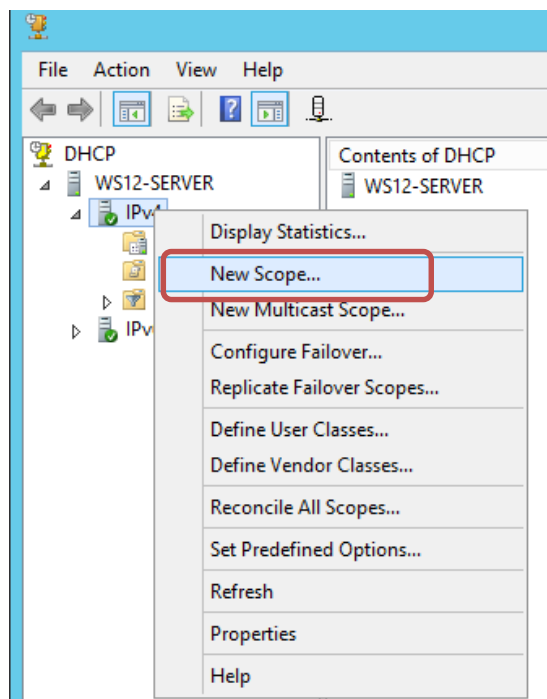 File Action View Help
DHCP
WS12-SERVER
IPv4
IPv
Contents of DHCP
WS12-SERVER
Display Statistics...
New Scope...
New Multicast Scope...
Configure Failover...
Replicate Failover Scopes...
Define User Classes...
Define Vendor Classes...
Reconcile All Scopes...
Set Predefined Options...
Refresh
Properties
Help